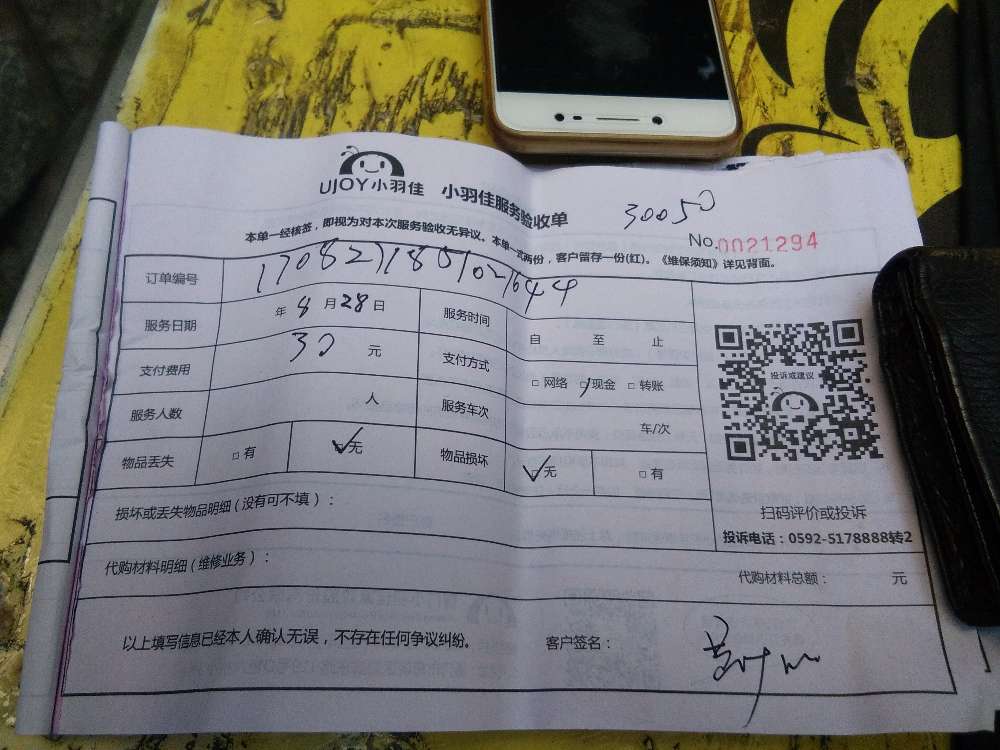 UJOY小羽佳 小羽佳服务验收单
30050
No.0021294
本单一经核签，即视为对本次服务验收无异议。本单一式两份，客户留存一份(红)。《维保须知》详见背面。
订单编号
服务日期 年 8 月 28 日 服务时间 自 至 止
支付费用 30 元 支付方式 □ 网络 □ 现金 □ 转账
服务人数 人 服务车次 车/次
物品丢失 □ 有 □ 无 物品损坏 □ 无 □ 有
投诉或建议
扫码评价或投诉
投诉电话：0592-5178888转2
损坏或丢失物品明细（没有可不填）：
代购材料明细（维修业务）：
代购材料总额： 元
以上填写信息已经本人确认无误，不存在任何争议纠纷。 客户签名：